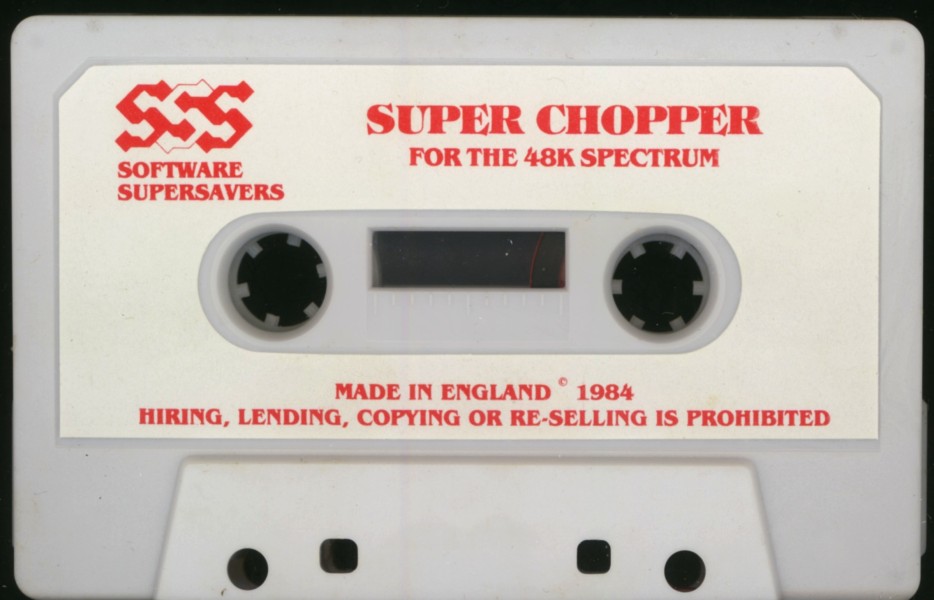 SSS
SOFTWARE
SUPERSAVERS
SUPER CHOPPER
FOR THE 48K SPECTRUM
MADE IN ENGLAND © 1984
HIRING, LENDING, COPYING OR RE-SELLING IS PROHIBITED